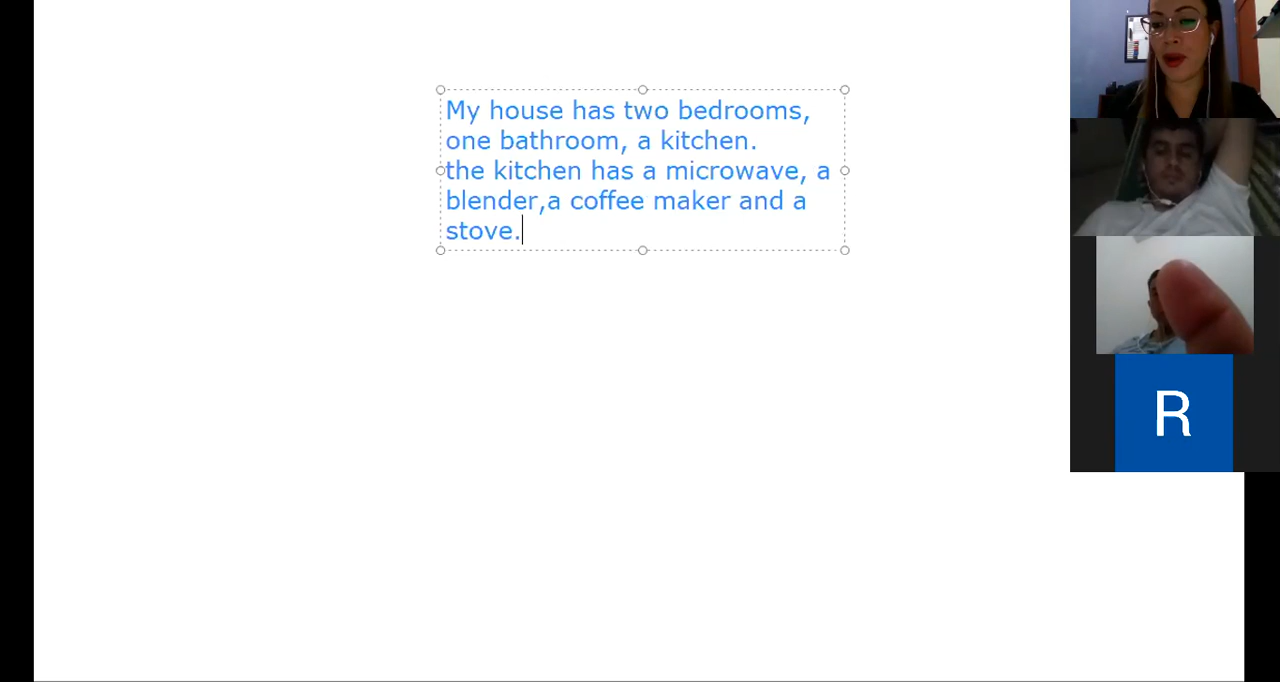 My house has two bedrooms,
one bathroom, a kitchen.
the kitchen has a microwave, a
blender,a coffee maker and a
stove.
R